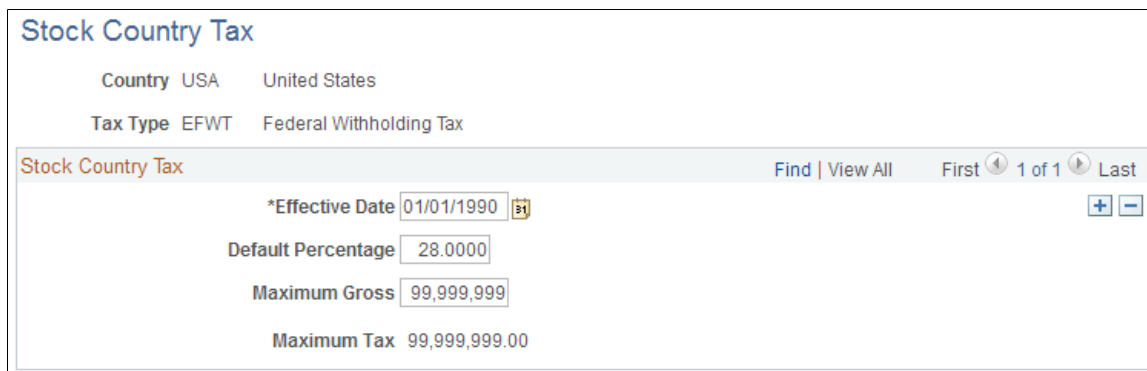 Stock Country Tax
Country USA United States
Tax Type EFWT Federal Withholding Tax
Stock Country Tax Find | View All First 1 of 1 Last
*Effective Date 01/01/1990 31
Default Percentage 28.0000
Maximum Gross 99,999,999
Maximum Tax 99,999,999.00